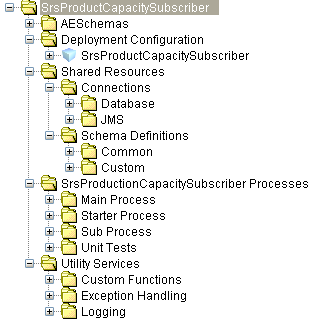 SrsProductCapacitySubscriber
AESchemas
Deployment Configuration
SrsProductCapacitySubscriber
Shared Resources
Connections
Database
JMS
Schema Definitions
Common
Custom
SrsProductionCapacitySubscriber Processes
Main Process
Starter Process
Sub Process
Unit Tests
Utility Services
Custom Functions
Exception Handling
Logging